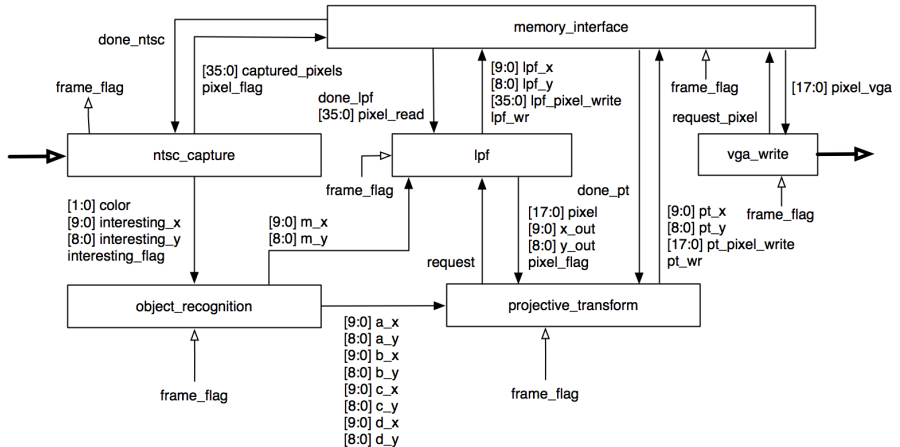 memory_interface
done_ntsc
[35:0] captured_pixels
pixel_flag
frame_flag
done_lpf
[35:0] pixel_read
[9:0] lpf_x
[8:0] lpf_y
[35:0] lpf_pixel_write
lpf_wr
frame_flag
request_pixel
[17:0] pixel_vga
ntsc_capture
lpf
vga_write
frame_flag
frame_flag
[1:0] color
[9:0] interesting_x
[8:0] interesting_y
interesting_flag
[9:0] m_x
[8:0] m_y
request
[17:0] pixel
[9:0] x_out
[8:0] y_out
pixel_flag
done_pt
[9:0] pt_x
[8:0] pt_y
[17:0] pt_pixel_write
pt_wr
object_recognition
projective_transform
[9:0] a_x
[8:0] a_y
[9:0] b_x
[8:0] b_y
[9:0] c_x
[8:0] c_y
[9:0] d_x
[8:0] d_y
frame_flag
frame_flag